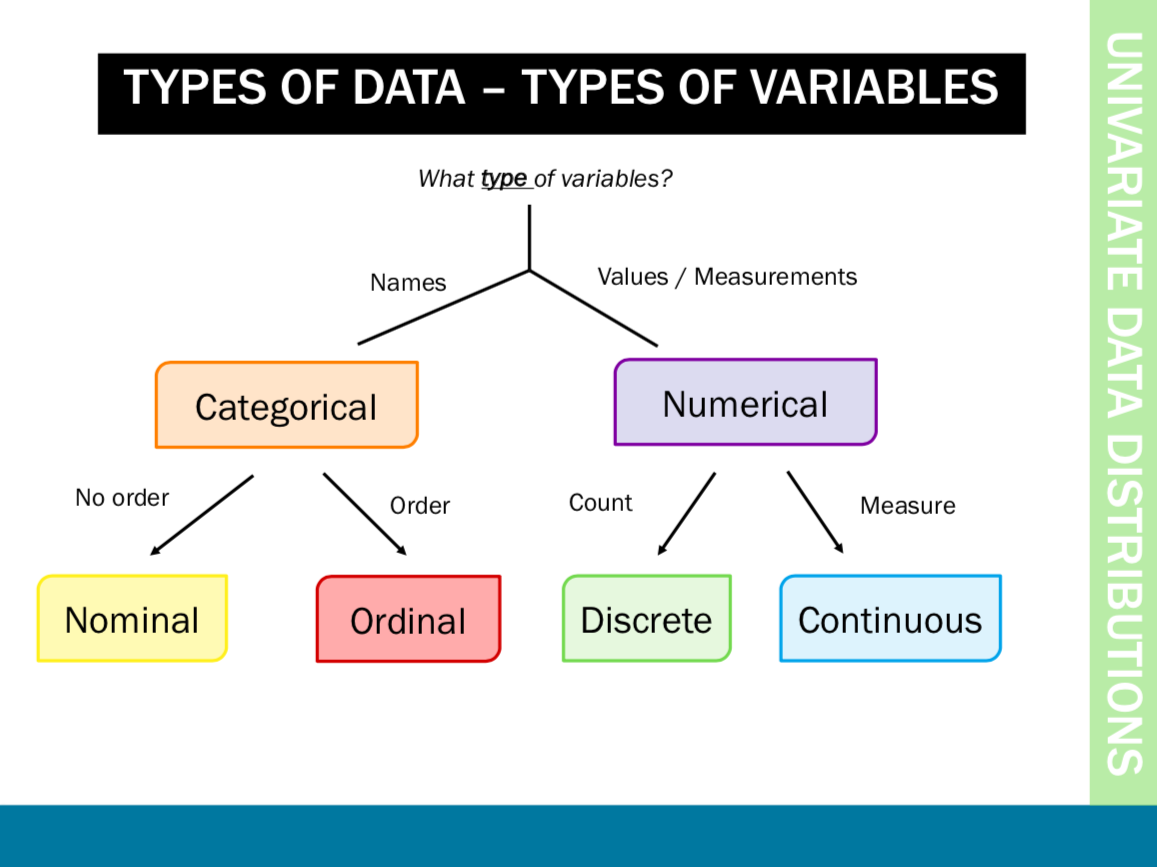 TYPES OF DATA – TYPES OF VARIABLES
What type of variables?
Names
Values / Measurements
Categorical
Numerical
No order
Order
Count
Measure
Nominal
Ordinal
Discrete
Continuous
UNIVARIATE DATA DISTRIBUTIONS